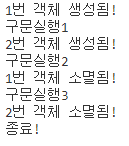 1번 객체 생성됨!
구문실행1
2번 객체 생성됨!
구문실행2
1번 객체 소멸됨!
구문실행3
2번 객체 소멸됨!
종료!